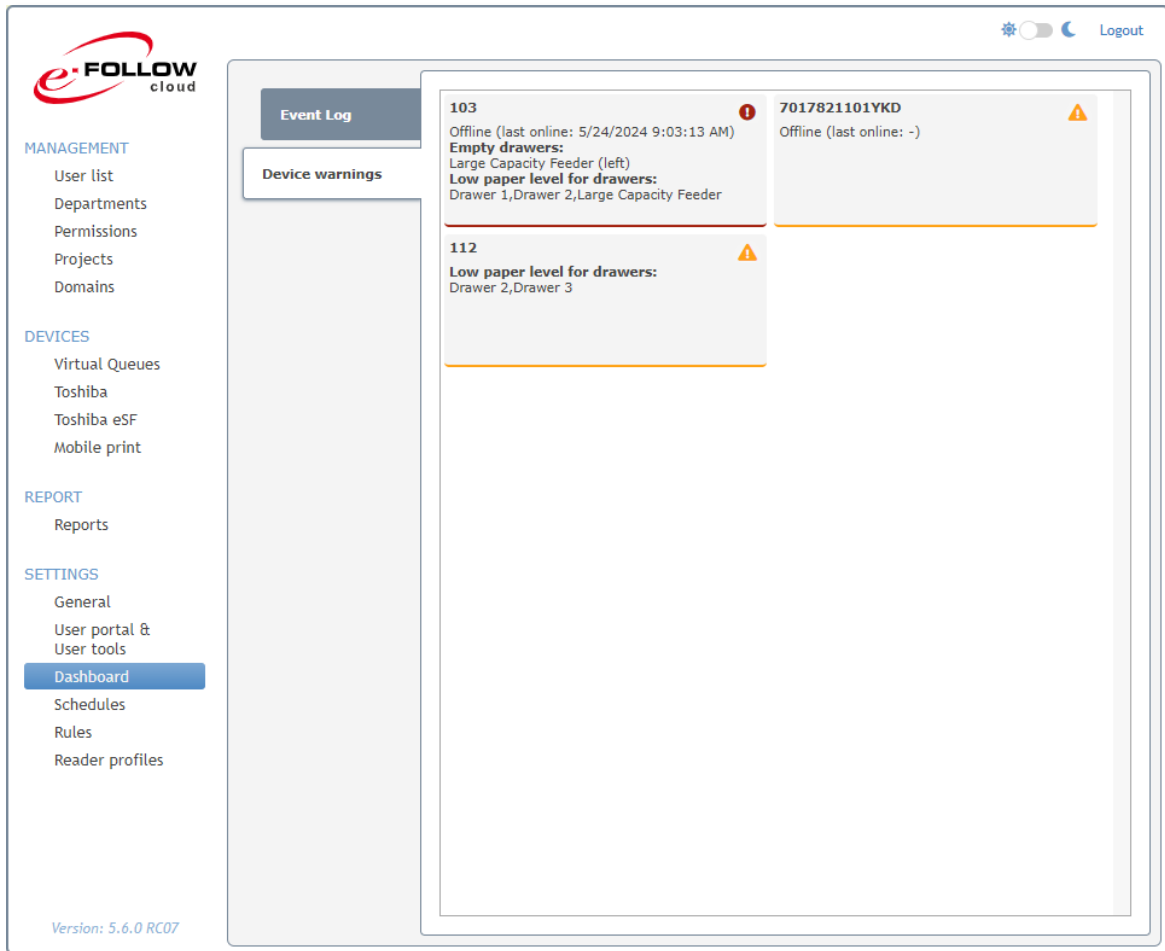 Logout
e-FOLLOW
cloud
MANAGEMENT
User list
Departments
Permissions
Projects
Domains
DEVICES
Virtual Queues
Toshiba
Toshiba eSF
Mobile print
REPORT
Reports
SETTINGS
General
User portal &
User tools
Dashboard
Schedules
Rules
Reader profiles
Version: 5.6.0 RC07
Event Log
Device warnings
103
Offline (last online: 5/24/2024 9:03:13 AM)
Empty drawers:
Large Capacity Feeder (left)
Low paper level for drawers:
Drawer 1,Drawer 2,Large Capacity Feeder
7017821101YKD
Offline (last online: -)
112
Low paper level for drawers:
Drawer 2,Drawer 3